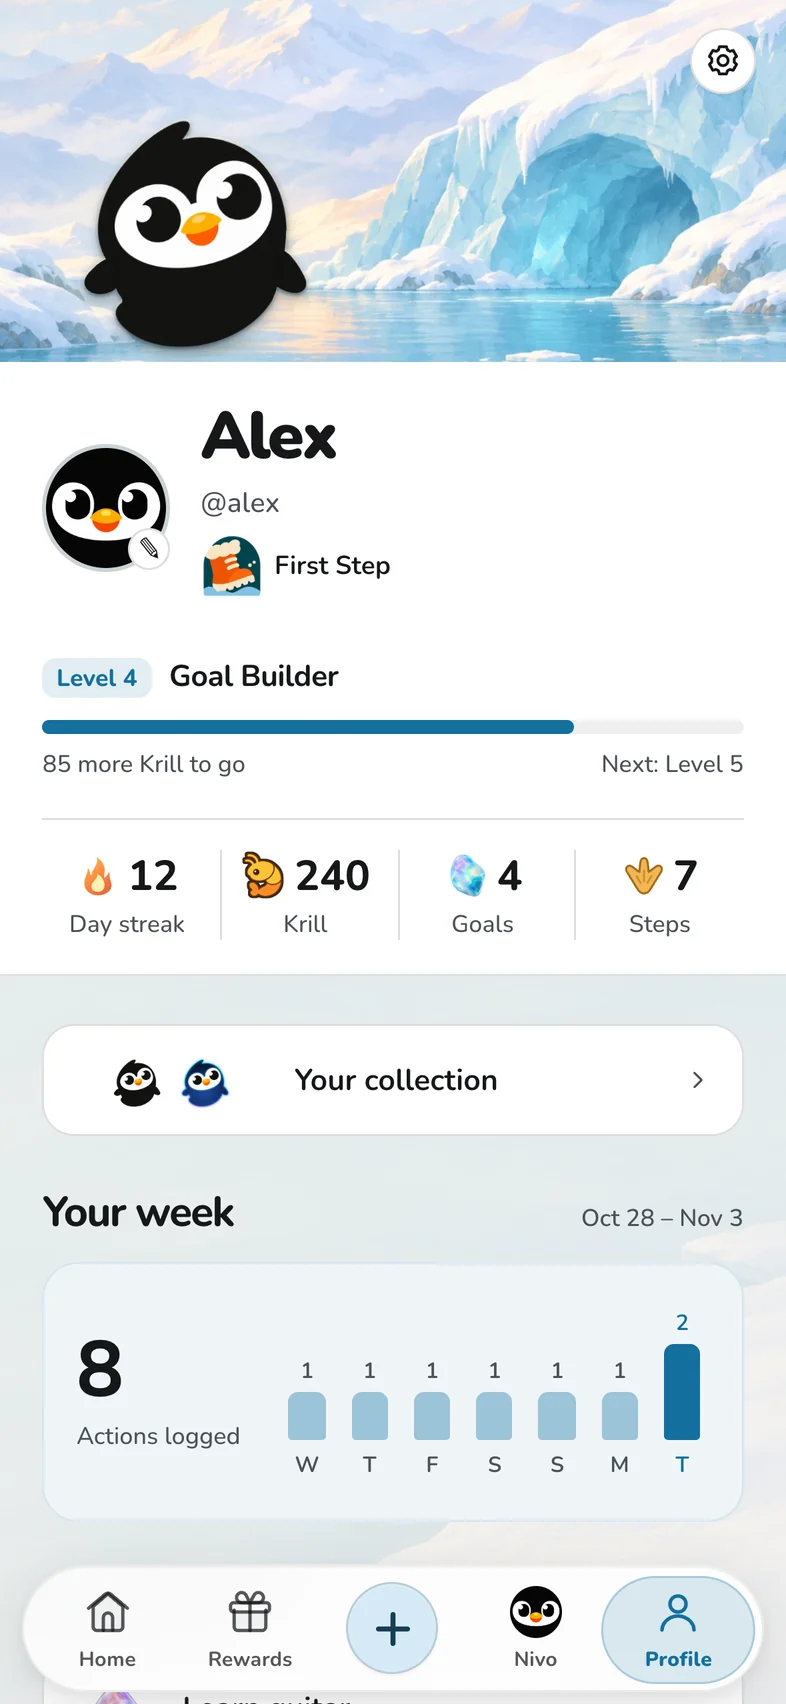 Alex
@alex
First Step
Level 4 Goal Builder
85 more Krill to go Next: Level 5
12 240 4 7
Day streak Krill Goals Steps
Your collection
Your week Oct 28 – Nov 3
2
1 1 1 1 1 1
8
Actions logged
W T F S S M T
Home Rewards Nivo Profile
Learn guitar